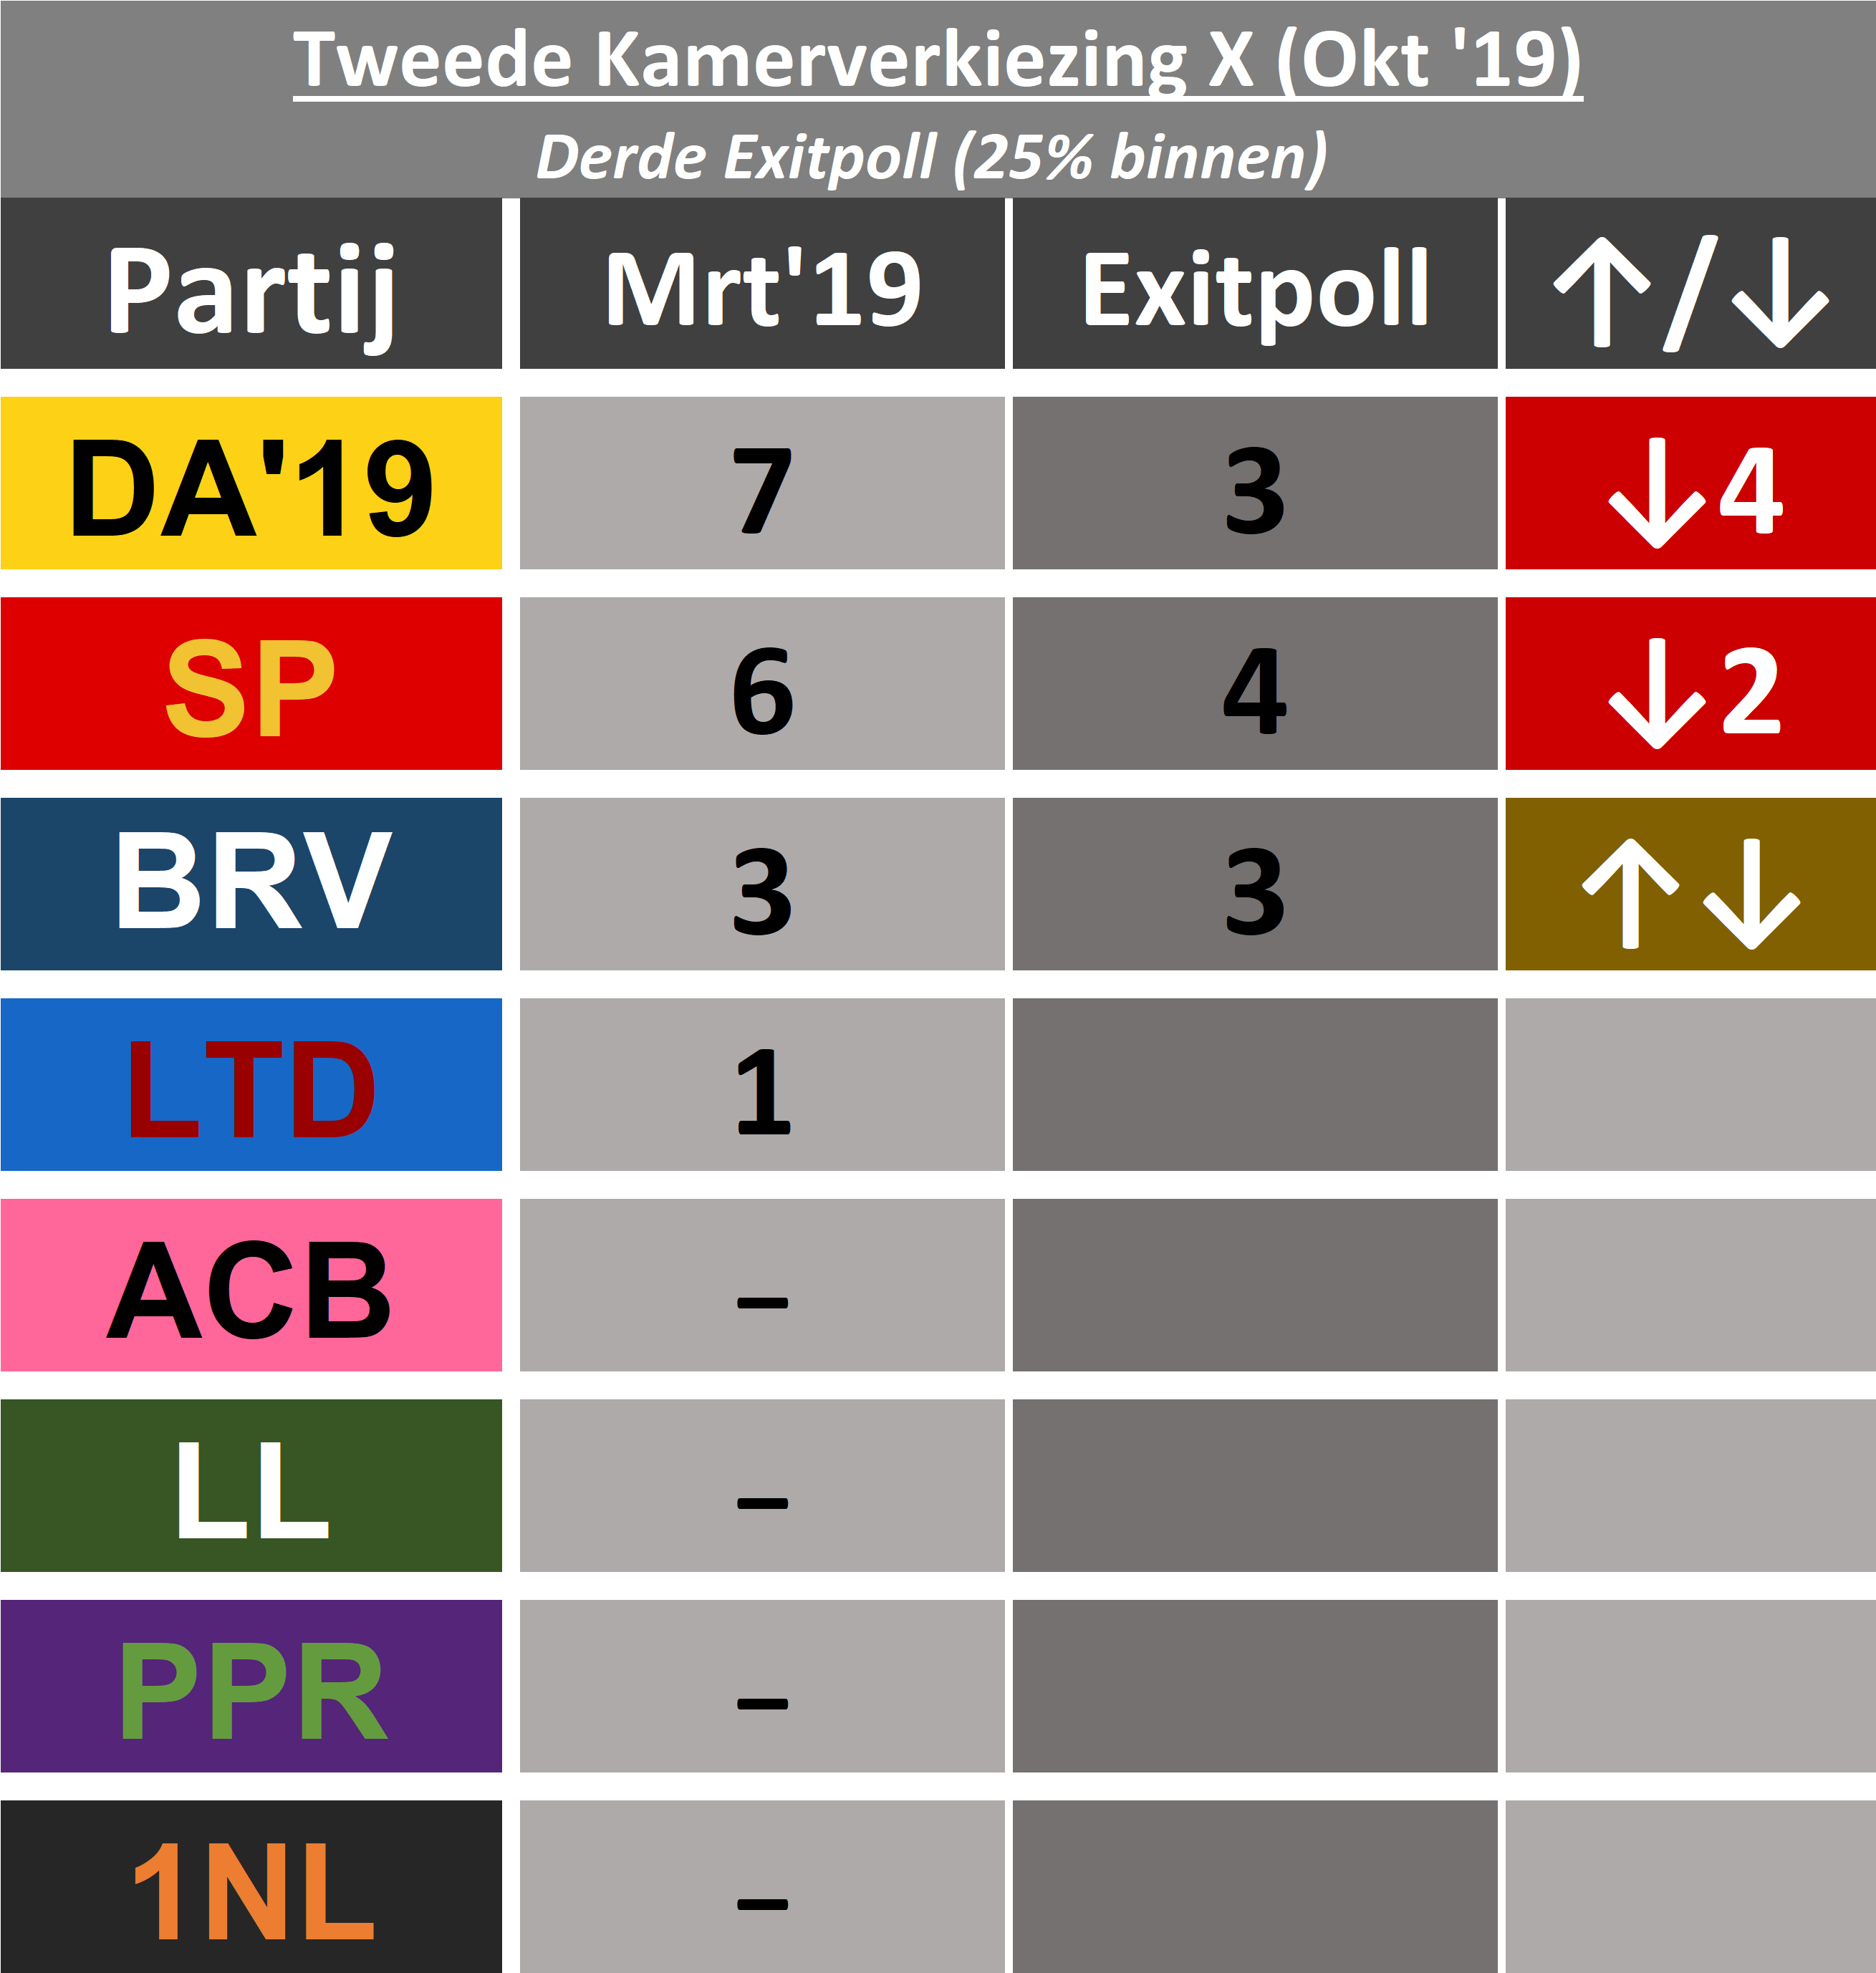 Tweede Kamerverkiezing X (Okt '19)
Derde Exitpoll (25% binnen)
Partij Mrt'19 Exitpoll ↑/↓
DA'19 7 3 ↓4
SP 6 4 ↓2
BRV 3 3 ↑↓
LTD 1
ACB –
LL –
PPR –
1NL –